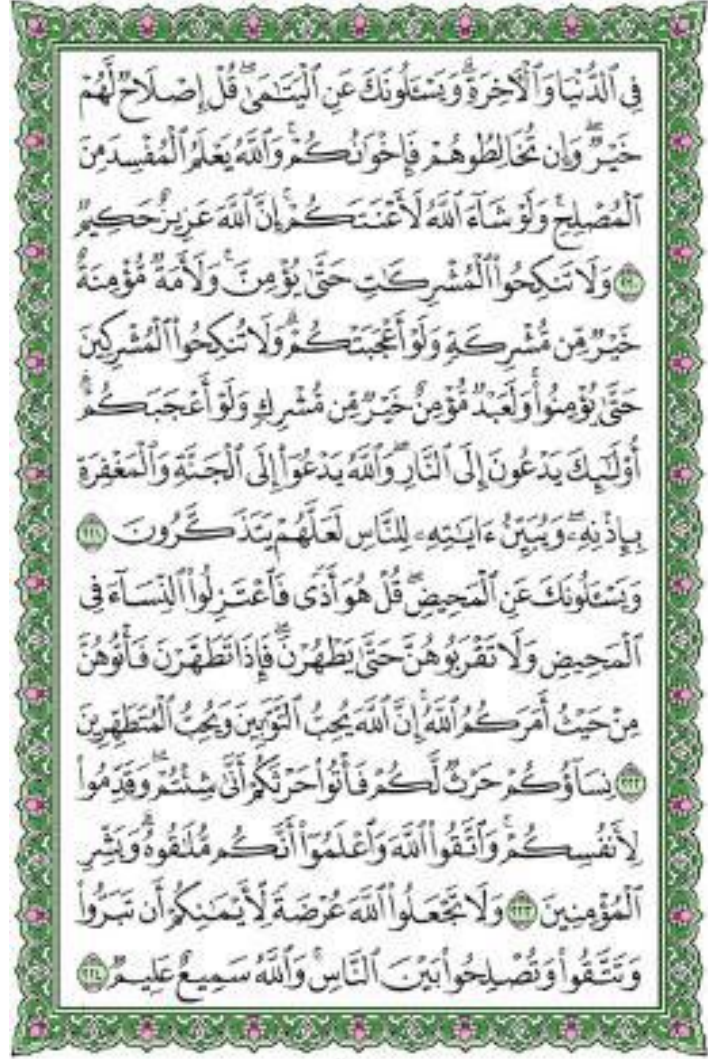 فِى ٱلدُّنْيَا وَٱلْـَٔاخِرَةِ ۗ وَيَسْـَٔلُونَكَ عَنِ ٱلْيَتَـٰمَىٰ ۖ قُلْ إِصْلَاحٌ لَّهُمْ
خَيْرٌ ۖ وَإِن تُخَالِطُوهُمْ فَإِخْوَٰنُكُمْ ۚ وَٱللَّهُ يَعْلَمُ ٱلْمُفْسِدَ مِنَ
ٱلْمُصْلِحِ ۚ وَلَوْ شَآءَ ٱللَّهُ لَأَعْنَتَكُمْ ۚ إِنَّ ٱللَّهَ عَزِيزٌ حَكِيمٌ
۝٢٢٠ وَلَا تَنكِحُوا۟ ٱلْمُشْرِكَـٰتِ حَتَّىٰ يُؤْمِنَّ ۚ وَلَأَمَةٌ مُّؤْمِنَةٌ
خَيْرٌ مِّن مُّشْرِكَةٍ وَلَوْ أَعْجَبَتْكُمْ ۗ وَلَا تُنكِحُوا۟ ٱلْمُشْرِكِينَ
حَتَّىٰ يُؤْمِنُوا۟ ۚ وَلَعَبْدٌ مُّؤْمِنٌ خَيْرٌ مِّن مُّشْرِكٍ وَلَوْ أَعْجَبَكُمْ ۗ
أُو۟لَـٰٓئِكَ يَدْعُونَ إِلَى ٱلنَّارِ ۖ وَٱللَّهُ يَدْعُوٓا۟ إِلَى ٱلْجَنَّةِ وَٱلْمَغْفِرَةِ
بِإِذْنِهِۦ ۖ وَيُبَيِّنُ ءَايَـٰتِهِۦ لِلنَّاسِ لَعَلَّهُمْ يَتَذَكَّرُونَ ۝٢٢١
وَيَسْـَٔلُونَكَ عَنِ ٱلْمَحِيضِ ۖ قُلْ هُوَ أَذًى فَٱعْتَزِلُوا۟ ٱلنِّسَآءَ فِى
ٱلْمَحِيضِ وَلَا تَقْرَبُوهُنَّ حَتَّىٰ يَطْهُرْنَ ۖ فَإِذَا تَطَهَّرْنَ فَأْتُوهُنَّ
مِنْ حَيْثُ أَمَرَكُمُ ٱللَّهُ ۚ إِنَّ ٱللَّهَ يُحِبُّ ٱلتَّوَّٰبِينَ وَيُحِبُّ ٱلْمُتَطَهِّرِينَ
۝٢٢٢ نِسَآؤُكُمْ حَرْثٌ لَّكُمْ فَأْتُوا۟ حَرْثَكُمْ أَنَّىٰ شِئْتُمْ ۖ وَقَدِّمُوا۟
لِأَنفُسِكُمْ ۚ وَٱتَّقُوا۟ ٱللَّهَ وَٱعْلَمُوٓا۟ أَنَّكُم مُّلَـٰقُوهُ ۗ وَبَشِّرِ
ٱلْمُؤْمِنِينَ ۝٢٢٣ وَلَا تَجْعَلُوا۟ ٱللَّهَ عُرْضَةً لِّأَيْمَـٰنِكُمْ أَن تَبَرُّوا۟
وَتَتَّقُوا۟ وَتُصْلِحُوا۟ بَيْنَ ٱلنَّاسِ ۗ وَٱللَّهُ سَمِيعٌ عَلِيمٌ ۝٢٢٤